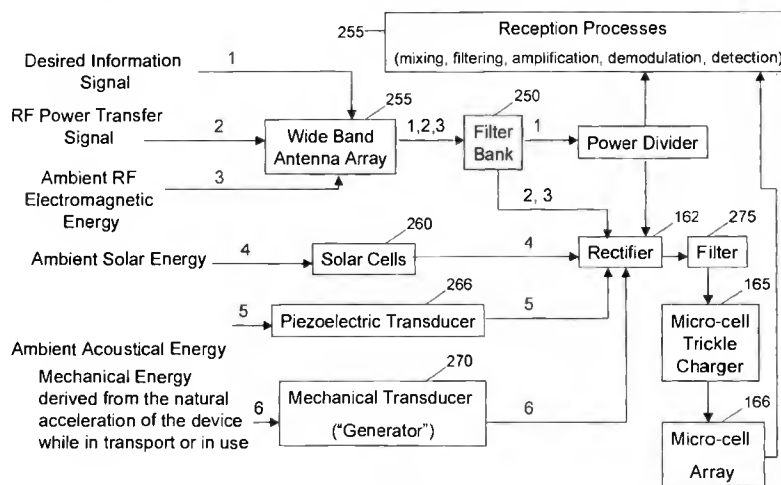 255
Reception Processes
(mixing, filtering, amplification, demodulation, detection)
Desired Information
Signal
1
RF Power Transfer
Signal
2
Ambient RF
Electromagnetic
Energy
3
255
Wide Band
Antenna Array
1,2,3
250
Filter
Bank
1
Power Divider
2, 3
162
275
Ambient Solar Energy
4
260
Solar Cells
4
Rectifier
Filter
266
165
5
Piezoelectric Transducer
5
Micro-cell
Trickle
Charger
Ambient Acoustical Energy
Mechanical Energy
derived from the natural
acceleration of the device
while in transport or in use
6
270
Mechanical Transducer
("Generator")
6
166
Micro-cell
Array